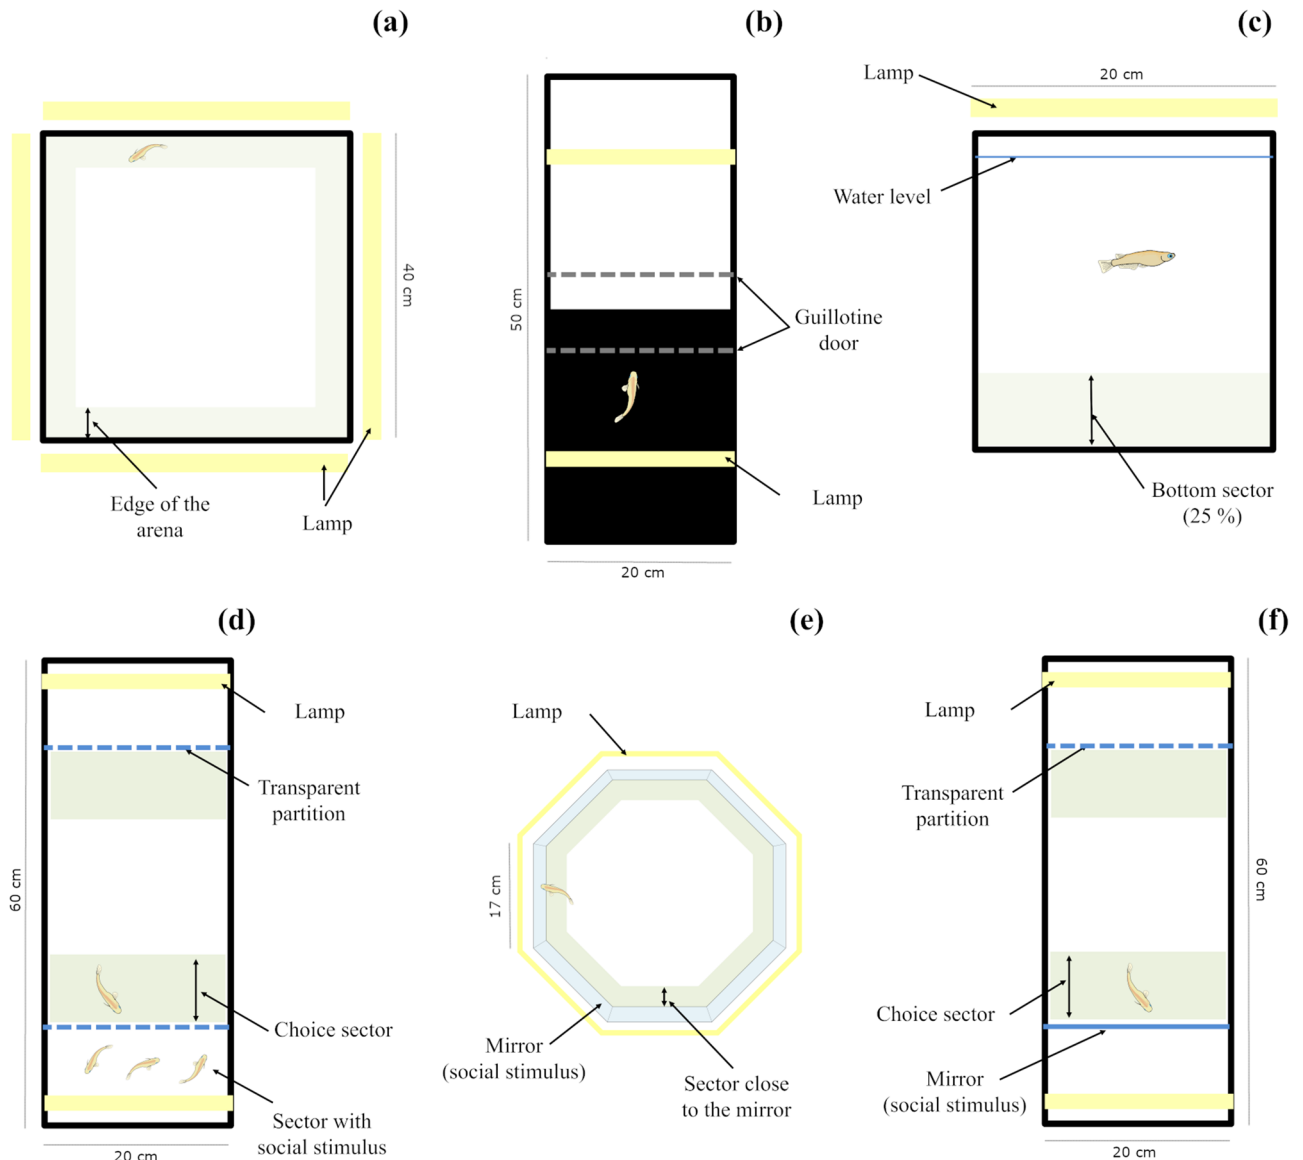 (a)
(b)
(c)
Lamp
20 cm
Water level
40 cm
50 cm
Guillotine
door
Edge of the
arena
Lamp
Lamp
Bottom sector
(25 %)
20 cm
(d)
(e)
(f)
Lamp
Transparent
partition
60 cm
Choice sector
Sector with
social stimulus
20 cm
Lamp
17 cm
Mirror
(social stimulus)
Sector close
to the mirror
Lamp
Transparent
partition
60 cm
Choice sector
Mirror
(social stimulus)
20 cm